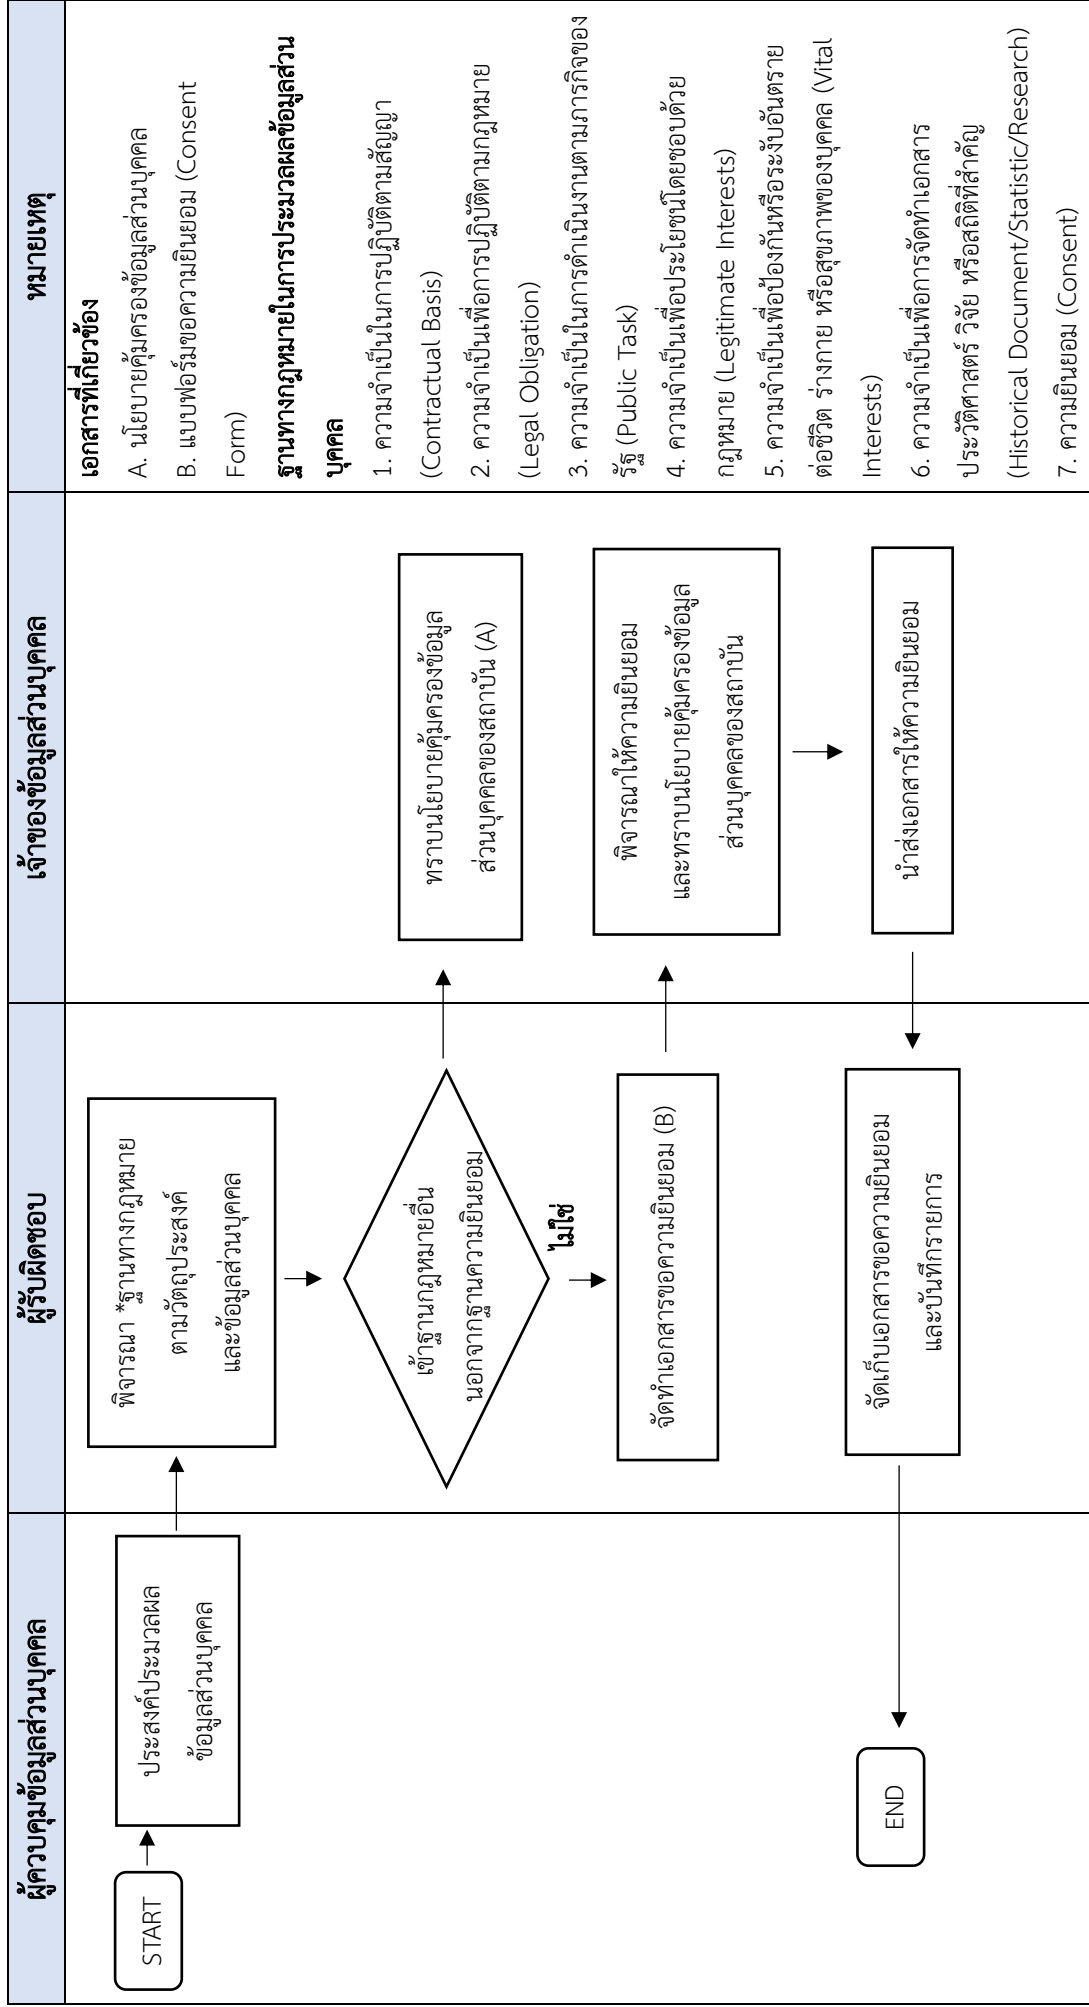 ผู้ควบคุมข้อมูลส่วนบุคคล
ผู้รับผิดชอบ
เจ้าของข้อมูลส่วนบุคคล
หมายเหตุ
START
ประสงค์ประมวลผล
ข้อมูลส่วนบุคคล
พิจารณา *ฐานทางกฎหมาย
ตามวัตถุประสงค์
และข้อมูลส่วนบุคคล
เข้าฐานกฎหมายอื่น
นอกจากฐานความยินยอม
ทราบนโยบายคุ้มครองข้อมูล
ส่วนบุคคลของสถาบัน (A)
ไม่ใช่
จัดทำเอกสารขอความยินยอม (B)
พิจารณาให้ความยินยอม
และทราบนโยบายคุ้มครองข้อมูล
ส่วนบุคคลของสถาบัน
นำส่งเอกสารให้ความยินยอม
จัดเก็บเอกสารขอความยินยอม
และบันทึกรายการ
END
เอกสารที่เกี่ยวข้อง
A. นโยบายคุ้มครองข้อมูลส่วนบุคคล
B. แบบฟอร์มขอความยินยอม (Consent
Form)
ฐานทางกฎหมายในการประมวลผลข้อมูลส่วน
บุคคล
1. ความจำเป็นในการปฏิบัติตามสัญญา
(Contractual Basis)
2. ความจำเป็นเพื่อการปฏิบัติตามกฎหมาย
(Legal Obligation)
3. ความจำเป็นในการดำเนินงานตามภารกิจของ
รัฐ (Public Task)
4. ความจำเป็นเพื่อประโยชน์โดยชอบด้วย
กฎหมาย (Legitimate Interests)
5. ความจำเป็นเพื่อป้องกันหรือระงับอันตราย
ต่อชีวิต ร่างกาย หรือสุขภาพของบุคคล (Vital
Interests)
6. ความจำเป็นเพื่อการจัดทำเอกสาร
ประวัติศาสตร์ วิจัย หรือสถิติที่สำคัญ
(Historical Document/Statistic/Research)
7. ความยินยอม (Consent)